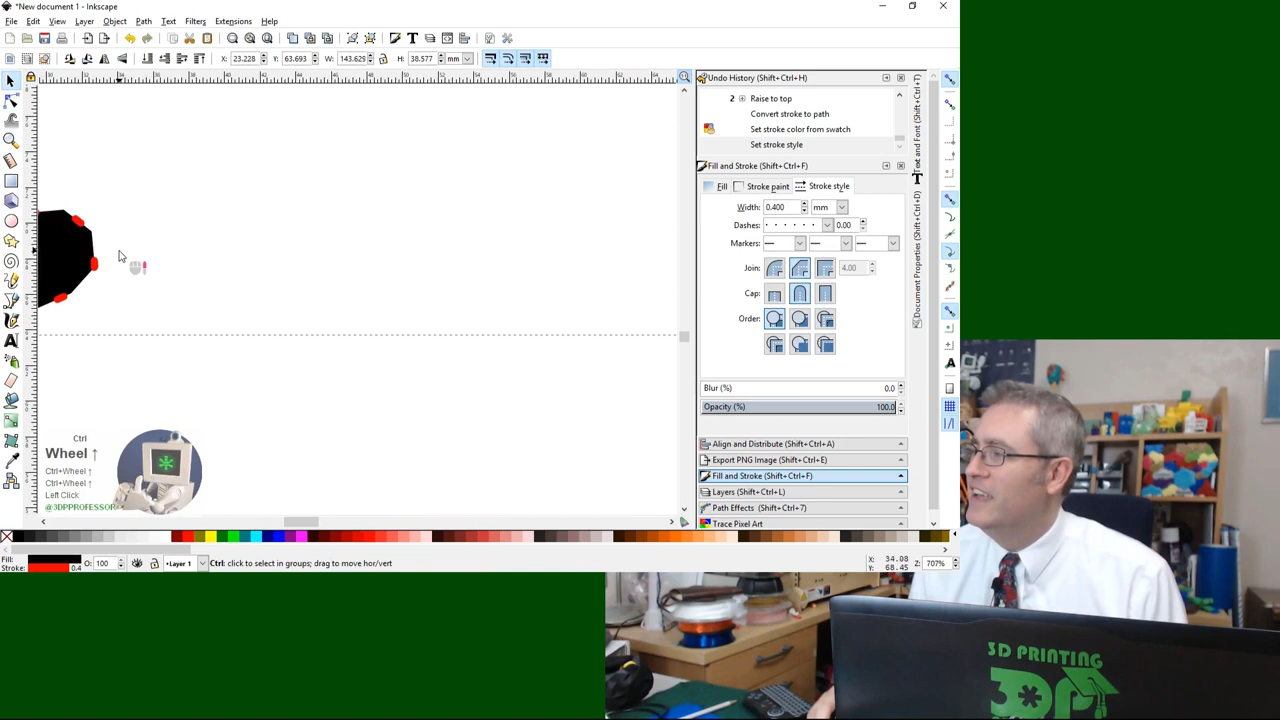 *New document 1 - Inkscape
File Edit View Layer Object Path Text Filters Extensions Help
X: 23.228 Y: 63.693 W: 143.629 H: 38.577 mm
Undo History (Shift+Ctrl+H)
2 Raise to top
Convert stroke to path
Set stroke color from swatch
Set stroke style
Fill and Stroke (Shift+Ctrl+F)
Fill Stroke paint Stroke style
Width: 0.400 mm
Dashes: 0.00
Markers:
Join: 4.00
Cap:
Order:
Blur (%) 0.0
Opacity (%) 100.0
Align and Distribute (Shift+Ctrl+A)
Export PNG Image (Shift+Ctrl+E)
Fill and Stroke (Shift+Ctrl+F)
Layers (Shift+Ctrl+L)
Path Effects (Shift+Ctrl+7)
Trace Pixel Art
Text and Font (Shift+Ctrl+T)
Document Properties (Shift+Ctrl+D)
Ctrl
Wheel ↑
Ctrl+Wheel ↑
Ctrl+Wheel ↑
Left Click
@3DPPROFESSOR
Fill:
Stroke: 0.4
O: 100
Layer 1
Ctrl: click to select in groups; drag to move hor/vert
X: 34.08
Y: 68.45
Z: 707%
3D PRINTING
3DP